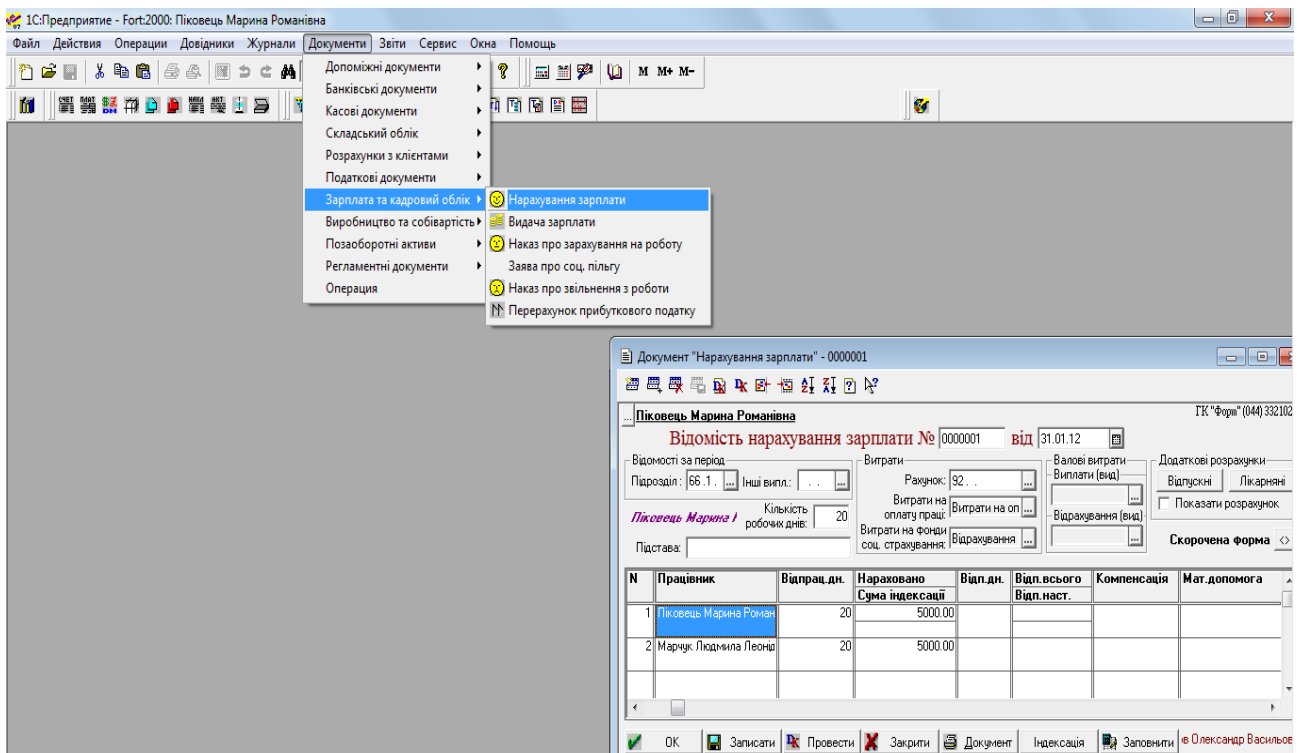 1С:Предприятие - Fort:2000: Піковець Марина Романівна
Файл Действия Операции Довідники Журнали Документи Звіти Сервис Окна Помощь
M M+ M-
Допоміжні документи
Банківські документи
Касові документи
Складський облік
Розрахунки з клієнтами
Податкові документи
Зарплата та кадровий облік
Виробництво та собівартість
Позаоборотні активи
Регламентні документи
Операция
Нарахування зарплати
Видача зарплати
Наказ про зарахування на роботу
Заява про соц. пільгу
Наказ про звільнення з роботи
Перерахунок прибуткового податку
Документ "Нарахування зарплати" - 0000001
... Піковець Марина Романівна ГК "Форт" (044) 332102
Відомість нарахування зарплати № 0000001 від 31.01.12
Відомості за період Витрати Валові витрати Додаткові розрахунки
Підрозділ : 66 .1 . ... Інші випл.: . . ... Рахунок: 92 . . ... Виплати (вид) ... Відпускні Лікарняні
Піковець Марина Кількість робочих днів: 20 Витрати на оплату праці: Витрати на оп ... Відрахування (вид) ... Показати розрахунок
Підстава: Витрати на фонди соц. страхування: Відрахування ... Скорочена форма <>
N Працівник Відпрац.дн. Нараховано Відп.дн. Відп.всього Компенсація Мат.допомога
Сума індексації Відп.наст.
1 Піковець Марина Роман 20 5000.00
2 Марчук Людмила Леонід 20 5000.00
OK Записати Провести Закрити Документ Індексація Заповнити в Олександр Васильов